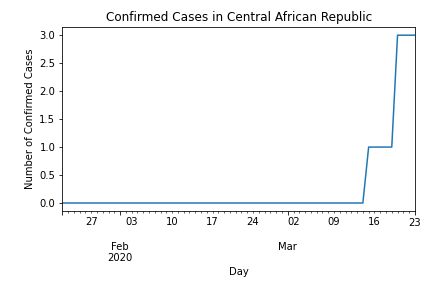 Confirmed Cases in Central African Republic
Number of Confirmed Cases
3.0
2.5
2.0
1.5
1.0
0.5
0.0
27 03 10 17 24 02 09 16 23
Feb Mar
2020
Day